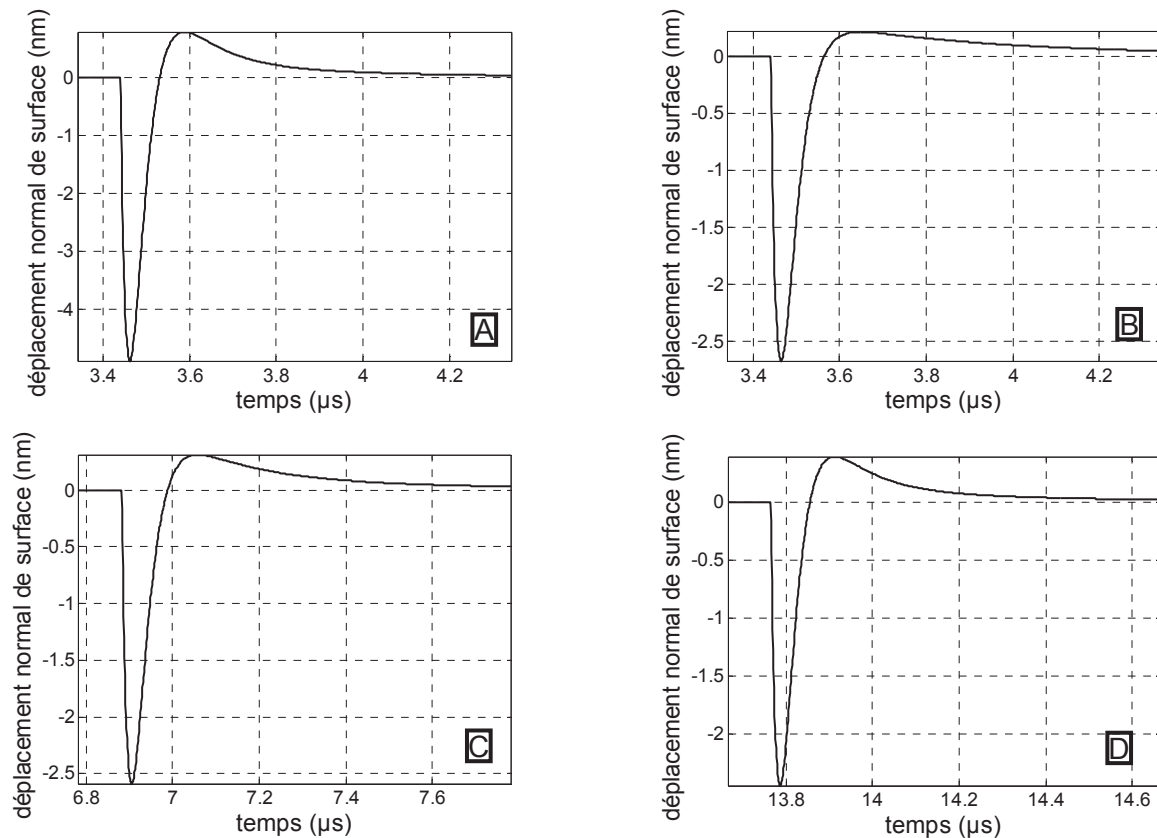 déplacement normal de surface (nm)
0
-1
-2
-3
-4
A
3.4 3.6 3.8 4 4.2
temps (µs)
déplacement normal de surface (nm)
0
-0.5
-1
-1.5
-2
-2.5
B
3.4 3.6 3.8 4 4.2
temps (µs)
déplacement normal de surface (nm)
0
-0.5
-1
-1.5
-2
-2.5
C
6.8 7 7.2 7.4 7.6
temps (µs)
déplacement normal de surface (nm)
0
-0.5
-1
-1.5
-2
D
13.8 14 14.2 14.4 14.6
temps (µs)